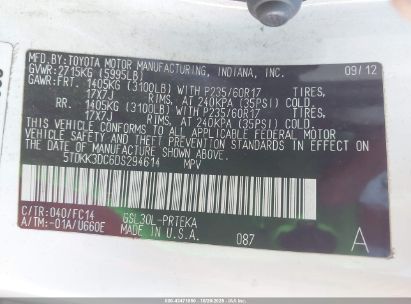 MFD.BY:TOYOTA MOTOR MANUFACTURING, INDIANA, INC. 09/12
GVWR: 2715KG (5995LB)
GAWR:FRT. 1405KG (3100LB) WITH P235/60R17 TIRES,
17X7J RIMS, AT 240KPA (35PSI) COLD.
RR. 1405KG (3100LB) WITH P235/60R17 TIRES,
17X7J RIMS, AT 240KPA (35PSI) COLD.
THIS VEHICLE CONFORMS TO ALL APPLICABLE FEDERAL MOTOR
VEHICLE SAFETY AND THEFT PREVENTION STANDARDS IN EFFECT ON
THE DATE OF MANUFACTURE SHOWN ABOVE.
5TDKK3DC6DS294614 MPV
C/TR:040/FC14 GSL30L-PRTEKA
A/TM:-01A/U660E MADE IN U.S.A. 087 A